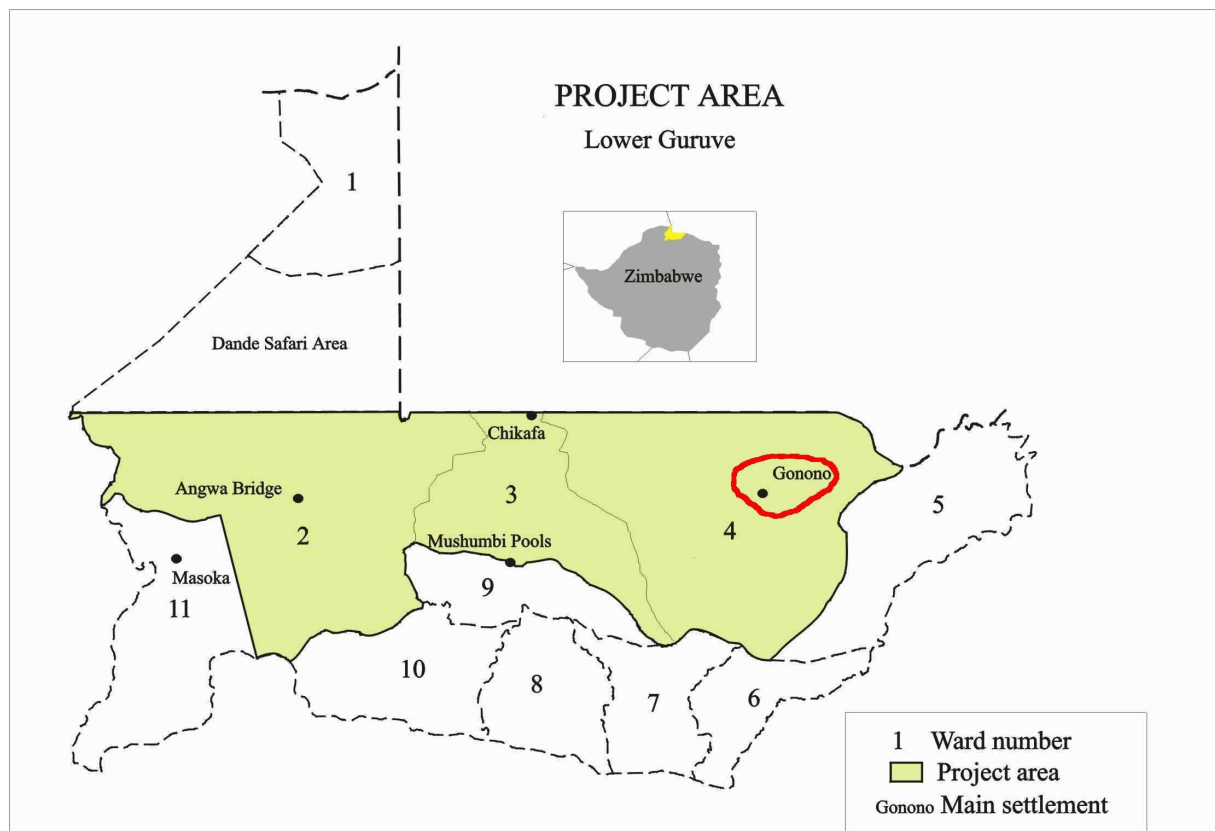 PROJECT AREA
Lower Guruve
1
Zimbabwe
Dande Safari Area
Chikafa
Gonono
Angwa Bridge
3
5
2
4
Mushumbi Pools
Masoka
9
11
10
8
7
6
1 Ward number
Project area
Gonono Main settlement